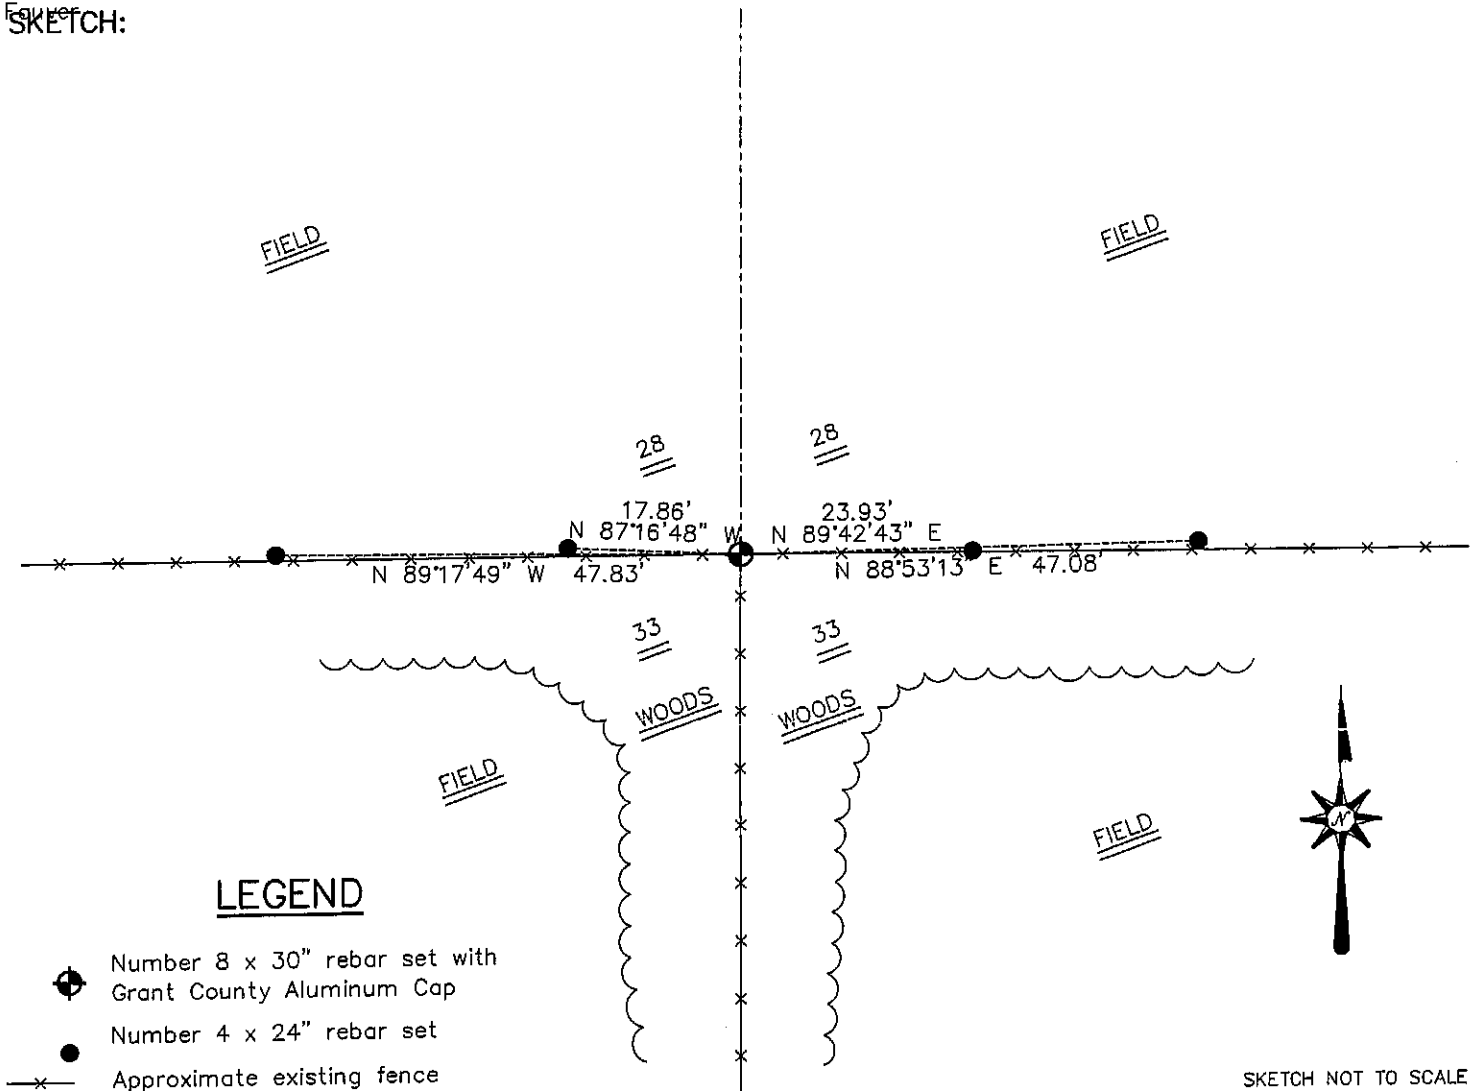 SKETCH:
FIELD
FIELD
28
28
17.86'
23.93'
N 87°16'48" W
N 89°42'43" E
N 89°17'49" W 47.83'
N 88°53'13" E 47.08'
33
33
WOODS
WOODS
FIELD
FIELD
N
LEGEND
Number 8 x 30" rebar set with
Grant County Aluminum Cap
Number 4 x 24" rebar set
Approximate existing fence
SKETCH NOT TO SCALE